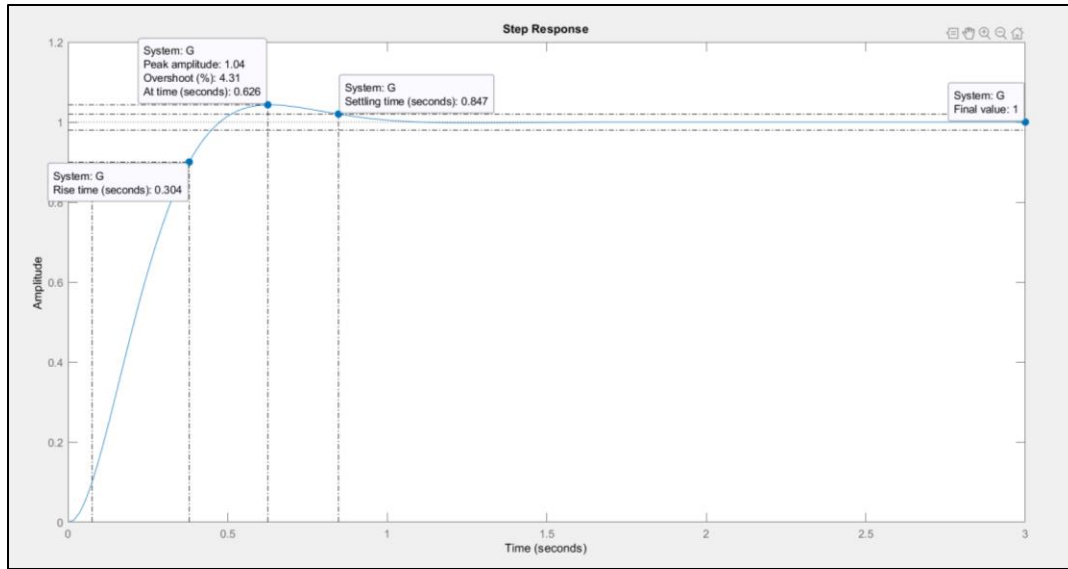 Step Response
System: G
Peak amplitude: 1.04
Overshoot (%): 4.31
At time (seconds): 0.626
System: G
Settling time (seconds): 0.847
System: G
Final value: 1
System: G
Rise time (seconds): 0.304
Amplitude
1.2
1
0.8
0.6
0.4
0.2
0
0
0.5
1
1.5
2
2.5
3
Time (seconds)